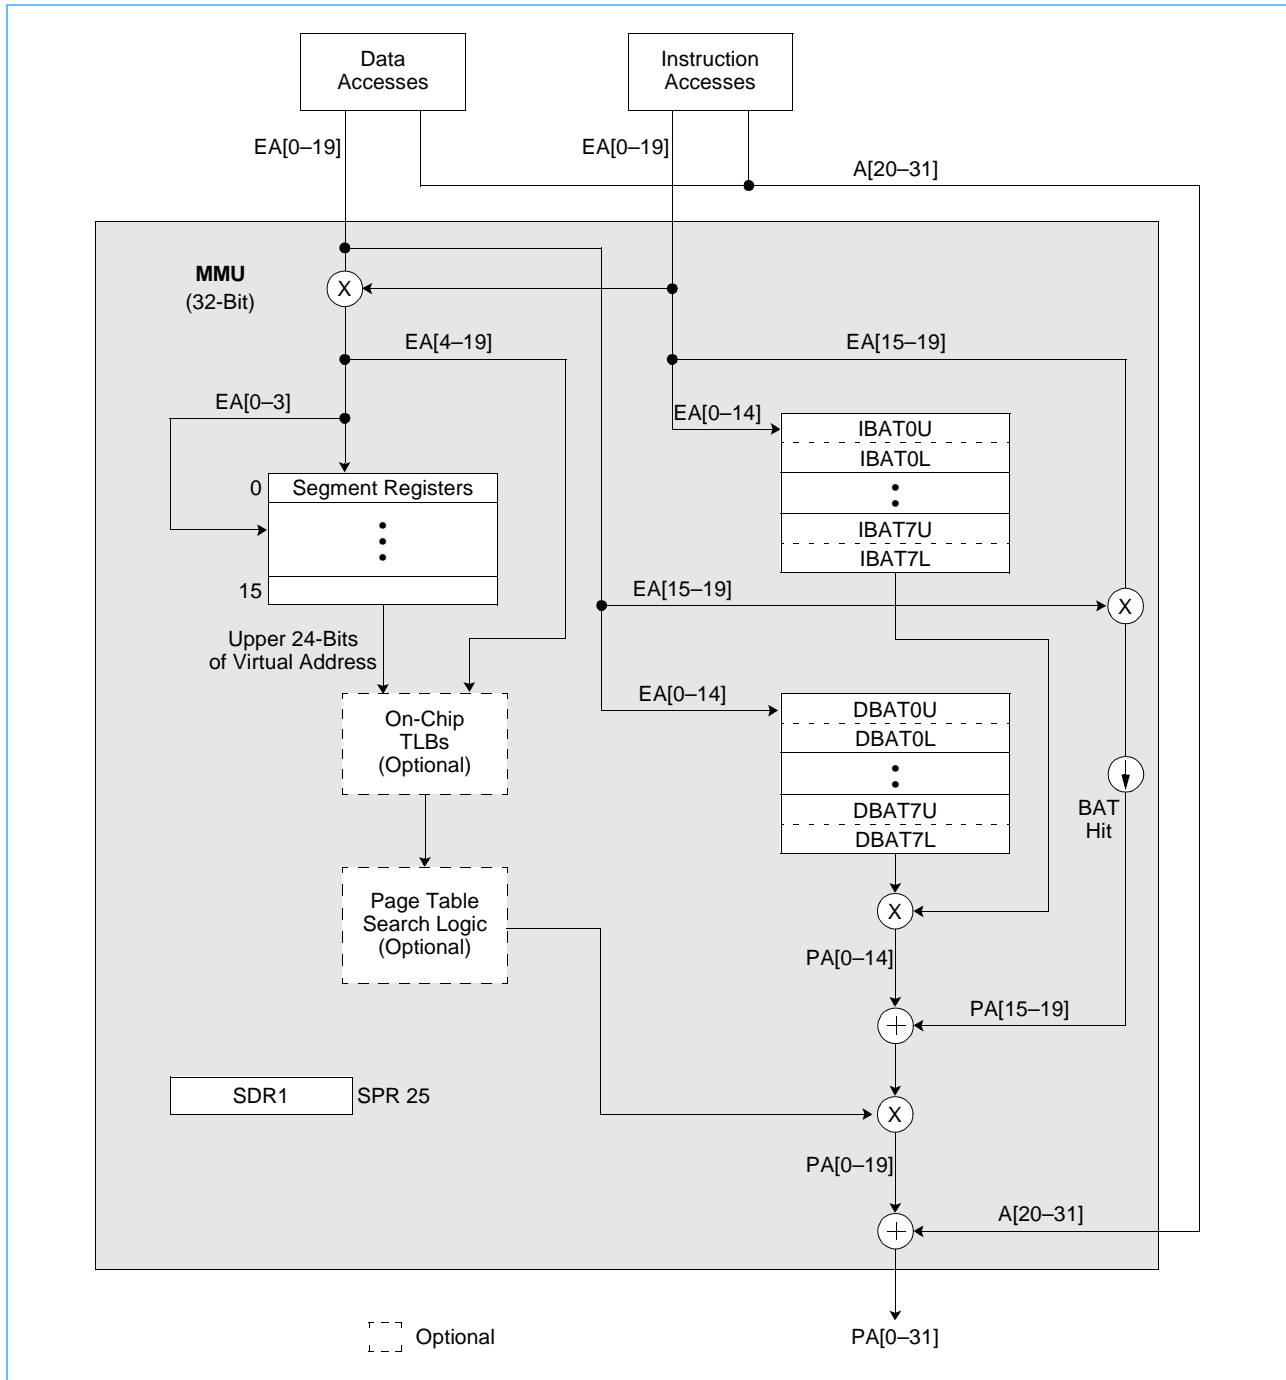 Data
Accesses
Instruction
Accesses
EA[0–19]
EA[0–19]
A[20–31]
MMU
(32-Bit)
X
EA[4–19]
EA[15–19]
EA[0–3]
EA[0–14]
IBAT0U
IBAT0L
IBAT7U
IBAT7L
0
Segment Registers
15
EA[15–19]
X
Upper 24-Bits
of Virtual Address
EA[0–14]
On-Chip
TLBs
(Optional)
DBAT0U
DBAT0L
DBAT7U
DBAT7L
BAT
Hit
Page Table
Search Logic
(Optional)
X
PA[0–14]
PA[15–19]
+
SDR1
SPR 25
X
PA[0–19]
A[20–31]
+
Optional
PA[0–31]